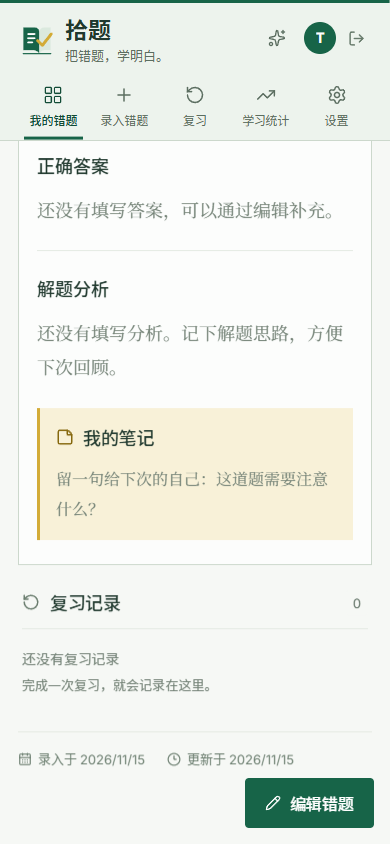 拾题
把错题，学明白。
T
我的错题
录入错题
复习
学习统计
设置
正确答案
还没有填写答案，可以通过编辑补充。
解题分析
还没有填写分析。记下解题思路，方便
下次回顾。
我的笔记
留一句给下次的自己：这道题需要注意
什么？
复习记录
0
还没有复习记录
完成一次复习，就会记录在这里。
录入于 2026/11/15
更新于 2026/11/15
编辑错题